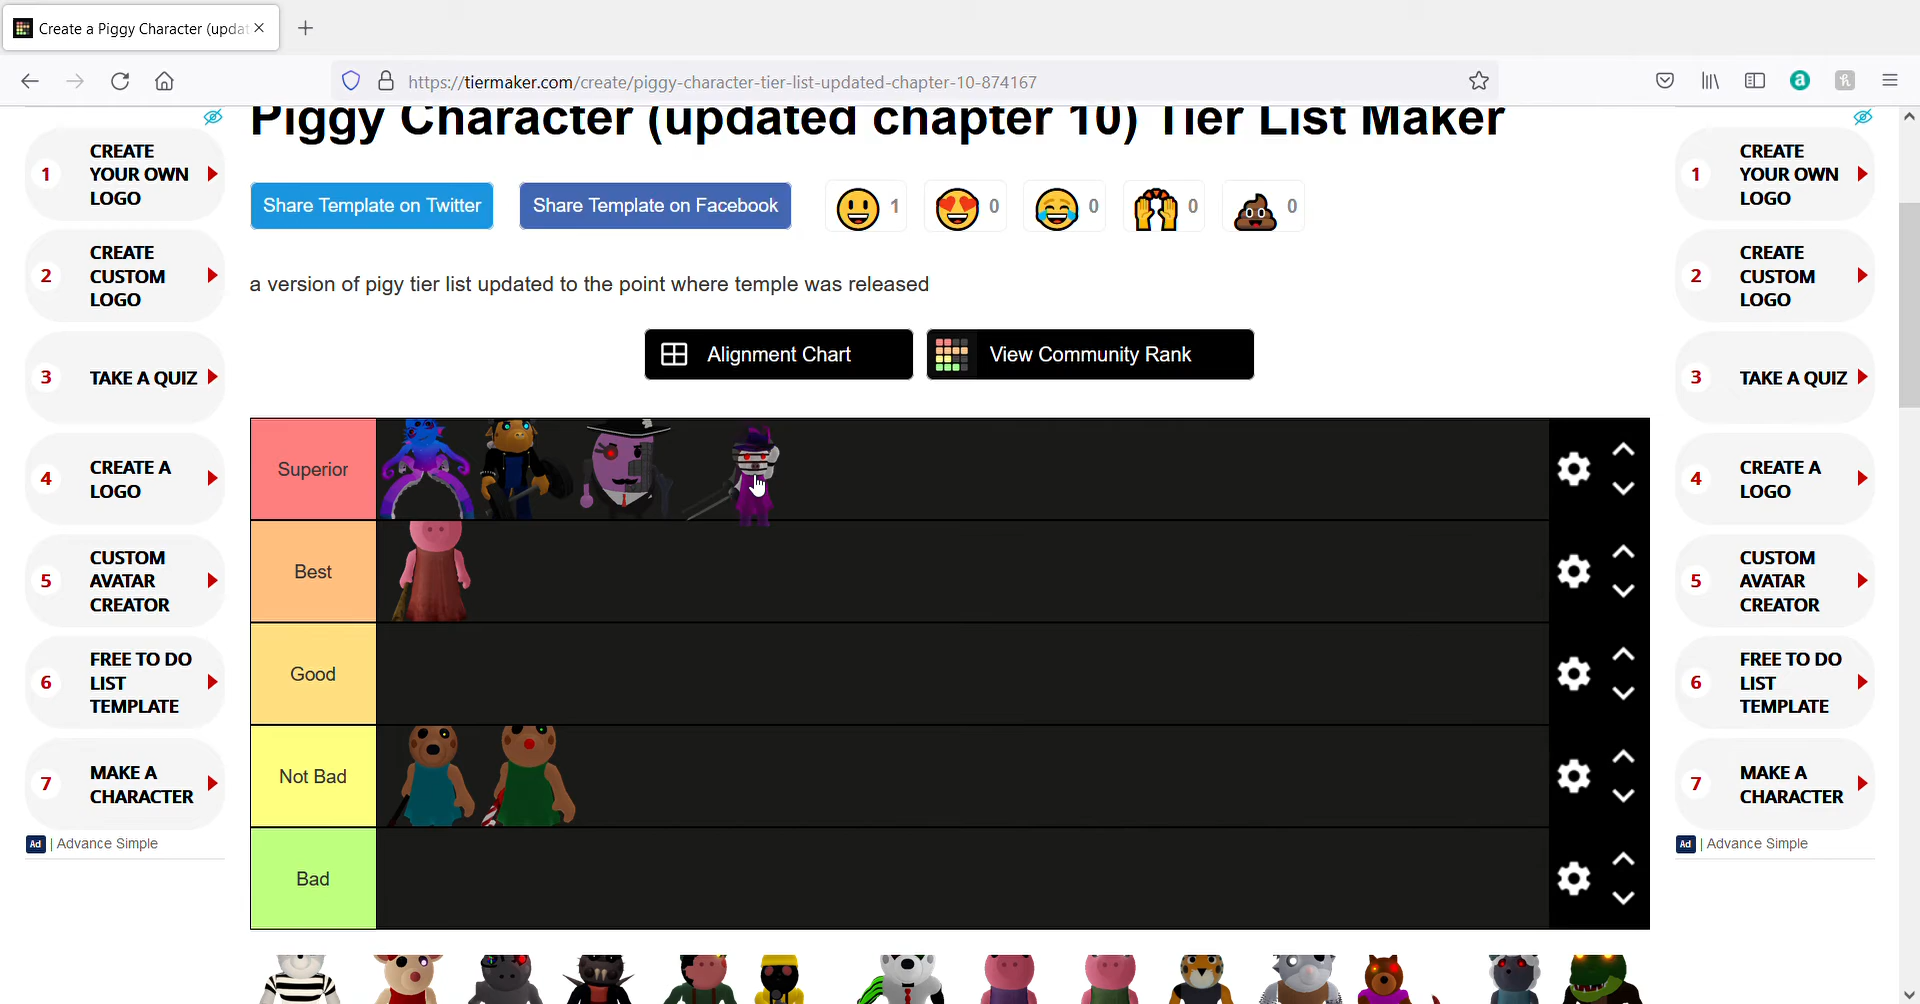 Create a Piggy Character (updat
https://tiermaker.com/create/piggy-character-tier-list-updated-chapter-10-874167
Piggy Character (updated chapter 10) Tier List Maker
Share Template on Twitter
Share Template on Facebook
1
0
0
0
0
a version of pigy tier list updated to the point where temple was released
Alignment Chart
View Community Rank
1
CREATE
YOUR OWN
LOGO
2
CREATE
CUSTOM
LOGO
3
TAKE A QUIZ
4
CREATE A
LOGO
5
CUSTOM
AVATAR
CREATOR
6
FREE TO DO
LIST
TEMPLATE
7
MAKE A
CHARACTER
Ad | Advance Simple
Superior
Best
Good
Not Bad
Bad
1
CREATE
YOUR OWN
LOGO
2
CREATE
CUSTOM
LOGO
3
TAKE A QUIZ
4
CREATE A
LOGO
5
CUSTOM
AVATAR
CREATOR
6
FREE TO DO
LIST
TEMPLATE
7
MAKE A
CHARACTER
Ad | Advance Simple